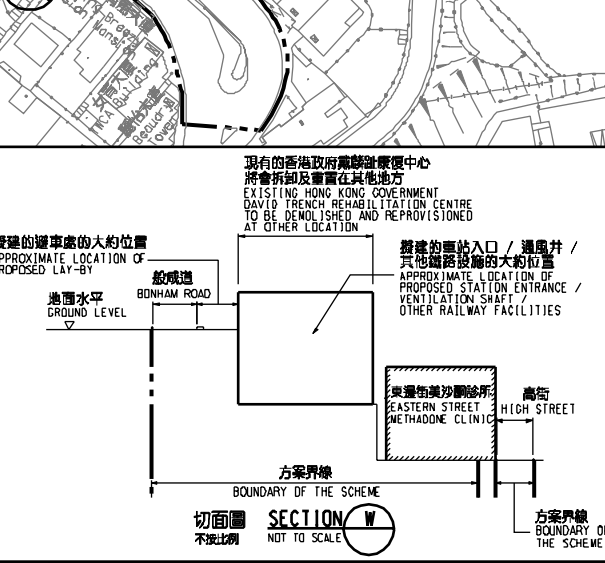 Building
Tower
現有的香港政府戴麟趾康復中心
將會拆卸及重置在其他地方
EXISTING HONG KONG GOVERNMENT
DAVID TRENCH REHABILITATION CENTRE
TO BE DEMOLISHED AND REPROVISIONED
AT OTHER LOCATION
擬建的避車處的大約位置
APPROXIMATE LOCATION OF
PROPOSED LAY-BY
擬建的車站入口 / 通風井 /
其他鐵路設施的大約位置
APPROXIMATE LOCATION OF
PROPOSED STATION ENTRANCE /
VENTILATION SHAFT /
OTHER RAILWAY FACILITIES
般咸道
BONHAM ROAD
地面水平
GROUND LEVEL
東邊街美沙酮診所
EASTERN STREET
METHADONE CLINIC
高街
HIGH STREET
方案界線
BOUNDARY OF THE SCHEME
切面圖 SECTION W
不按比例 NOT TO SCALE
方案界線
BOUNDARY OF
THE SCHEME